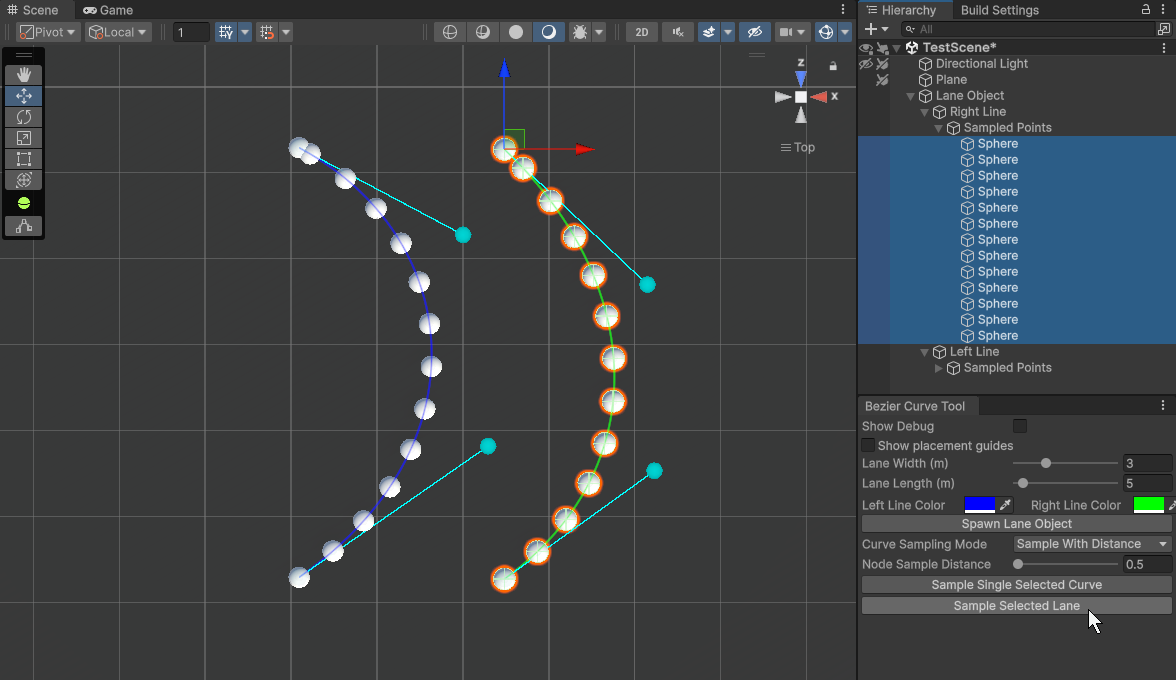 Scene Game
Pivot Local 1 2D
z
x
Top
Hierarchy Build Settings
All
TestScene*
Directional Light
Plane
Lane Object
Right Line
Sampled Points
Sphere
Sphere
Sphere
Sphere
Sphere
Sphere
Sphere
Sphere
Sphere
Sphere
Sphere
Sphere
Sphere
Left Line
Sampled Points
Bezier Curve Tool
Show Debug
Show placement guides
Lane Width (m) 3
Lane Length (m) 5
Left Line Color Right Line Color
Spawn Lane Object
Curve Sampling Mode Sample With Distance
Node Sample Distance 0.5
Sample Single Selected Curve
Sample Selected Lane